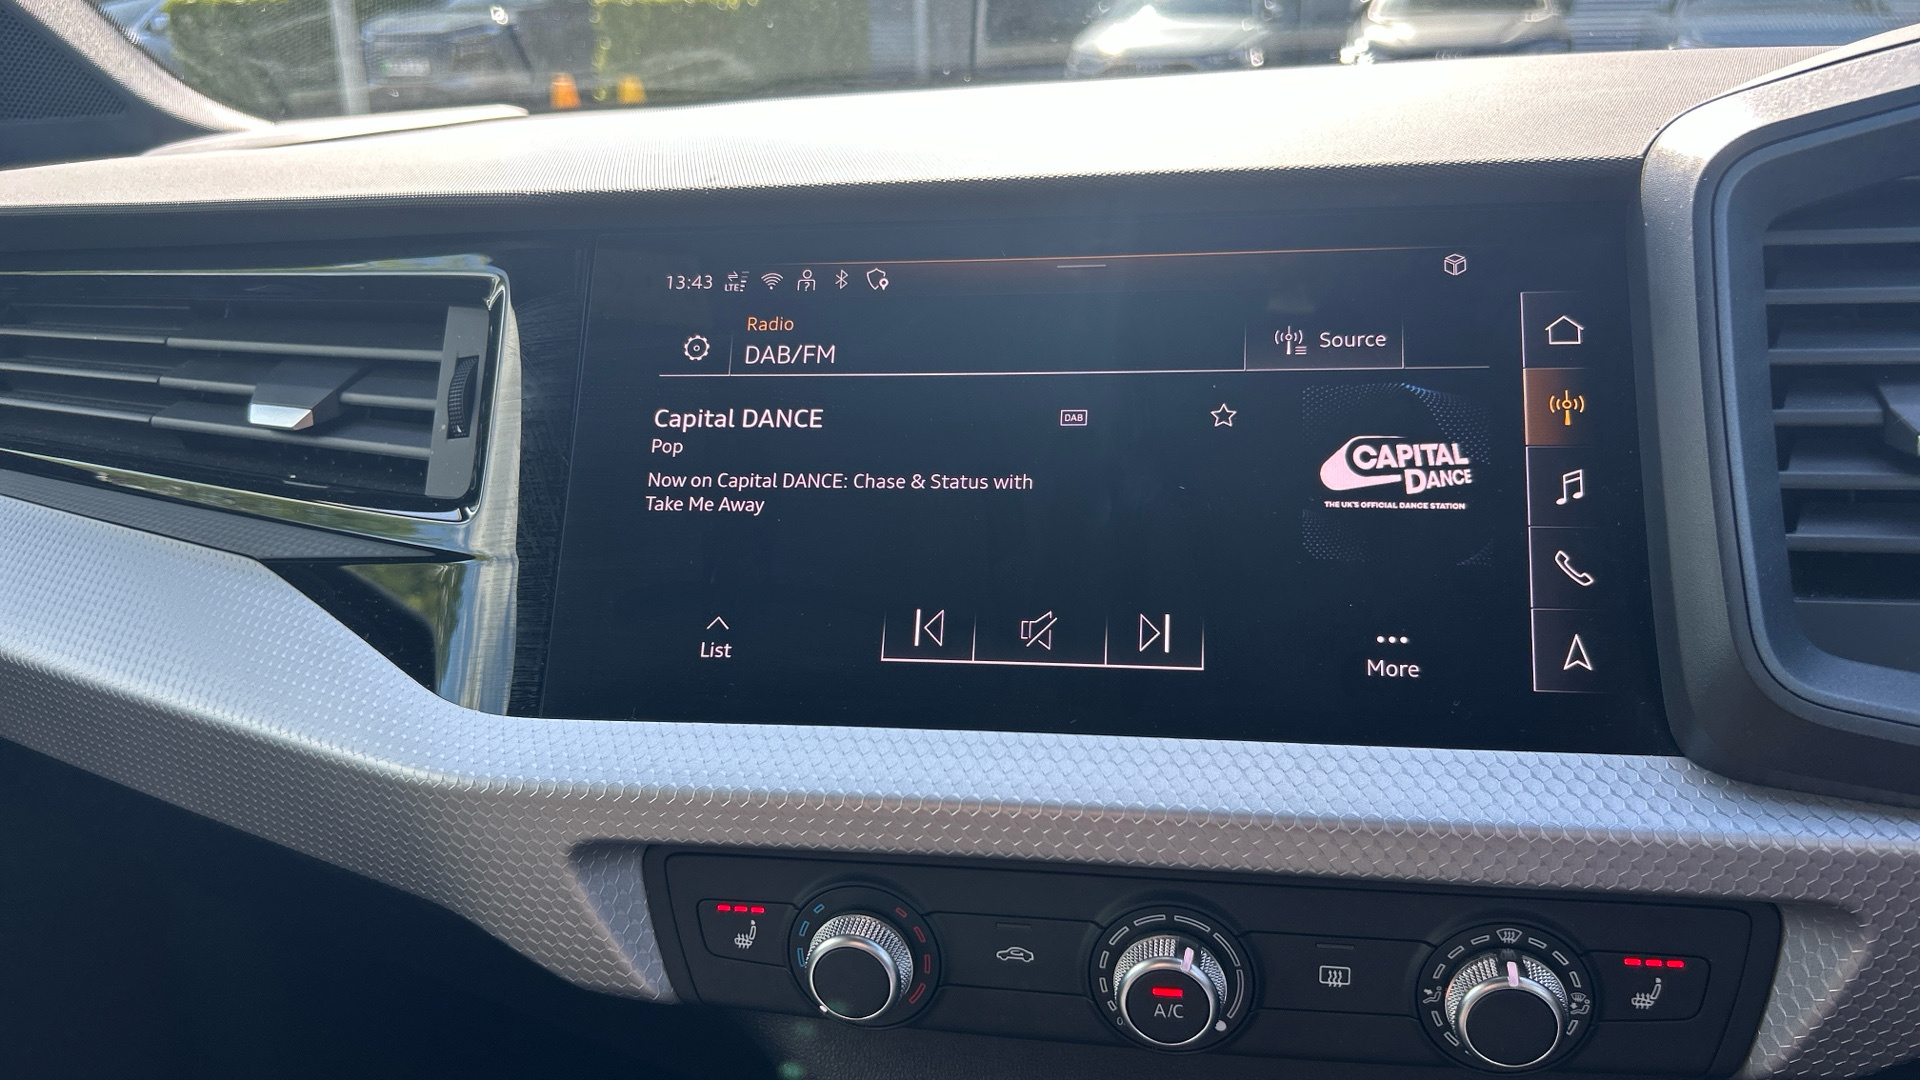 13:43 LTE
Radio
DAB/FM
Source
Capital DANCE
DAB
Pop
Now on Capital DANCE: Chase & Status with
Take Me Away
CAPITAL
DANCE
THE UK'S OFFICIAL DANCE STATION
List
More
A/C